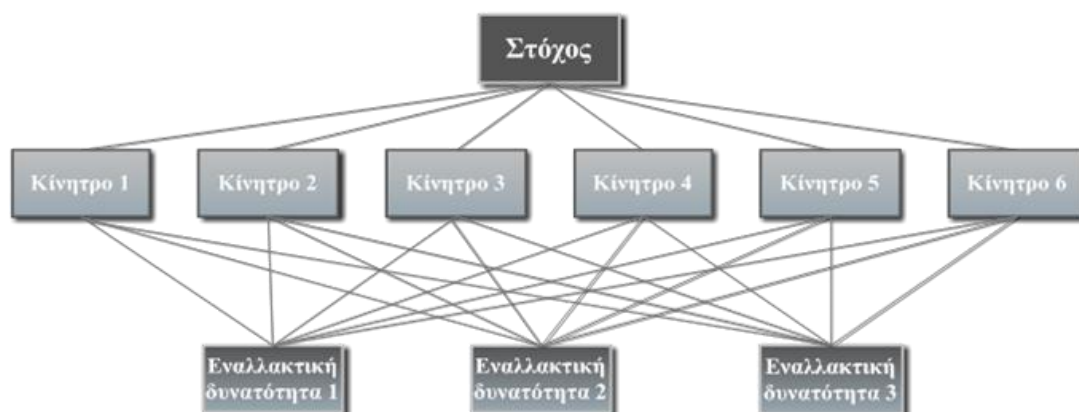 Στόχος
Κίνητρο 1
Κίνητρο 2
Κίνητρο 3
Κίνητρο 4
Κίνητρο 5
Κίνητρο 6
Εναλλακτική
δυνατότητα 1
Εναλλακτική
δυνατότητα 2
Εναλλακτική
δυνατότητα 3